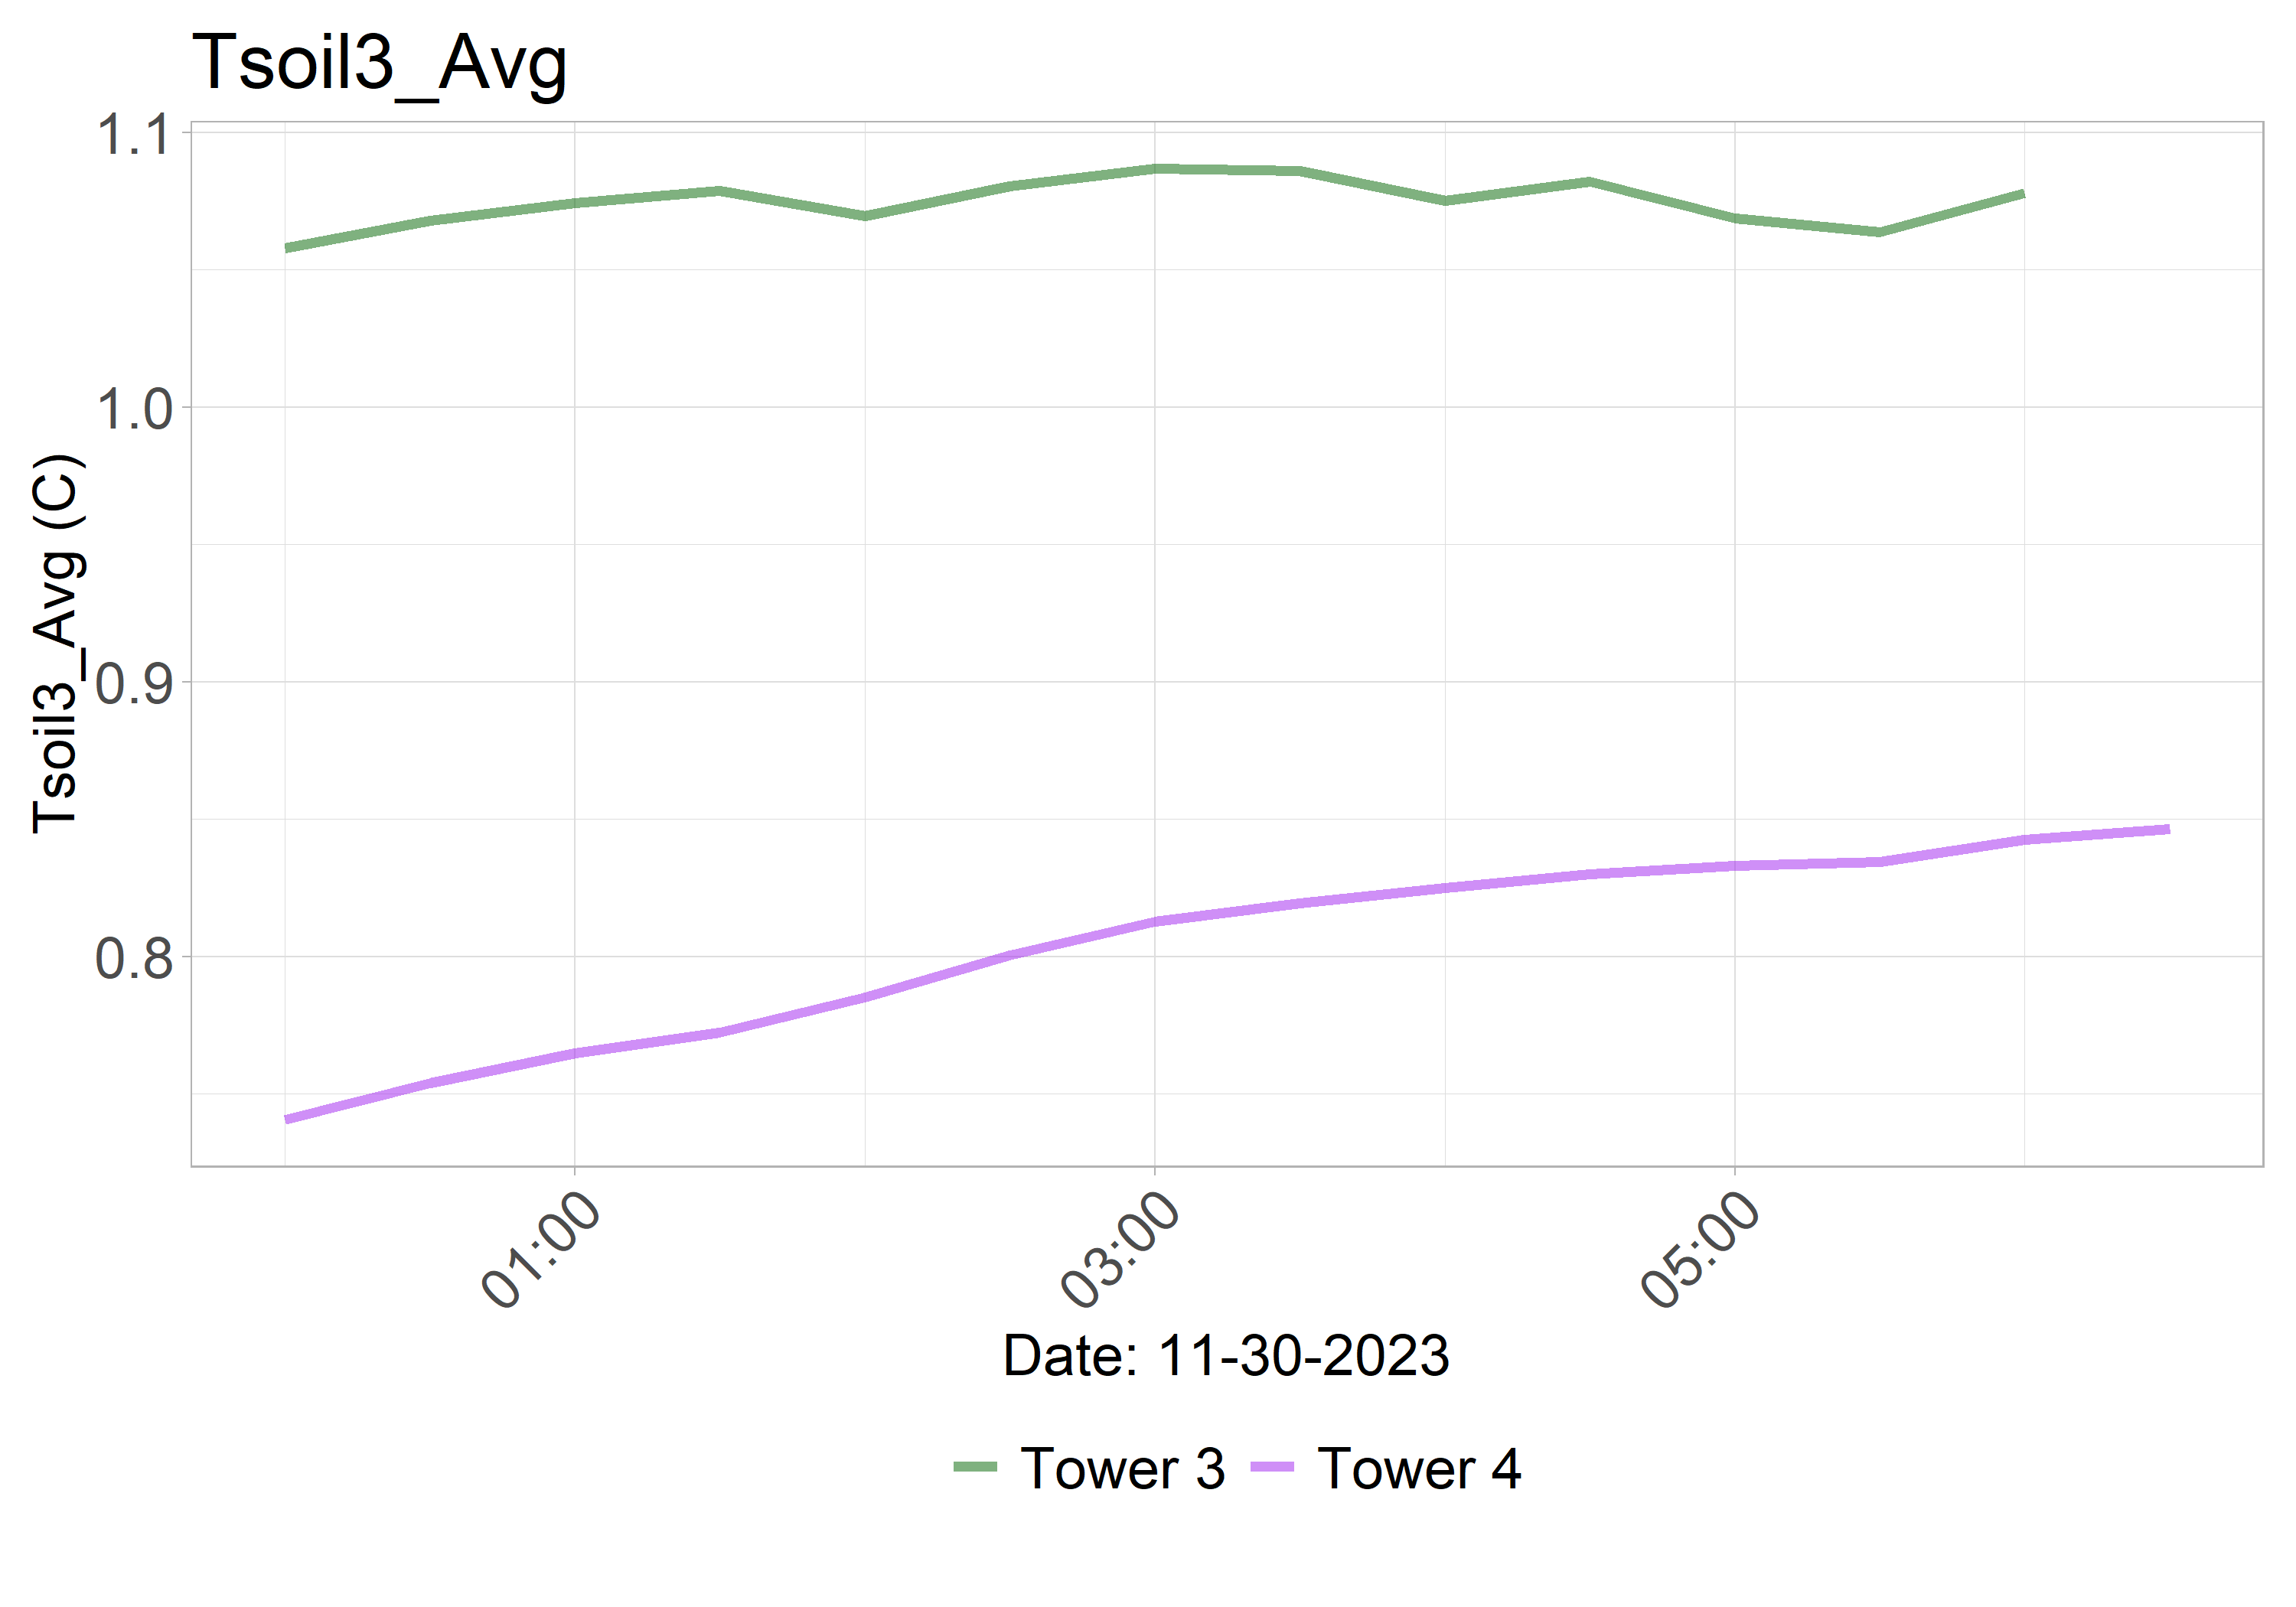 Tsoil3_Avg
Tsoil3_Avg (C)
1.1
1.0
0.9
0.8
01:00
03:00
05:00
Date: 11-30-2023
Tower 3
Tower 4